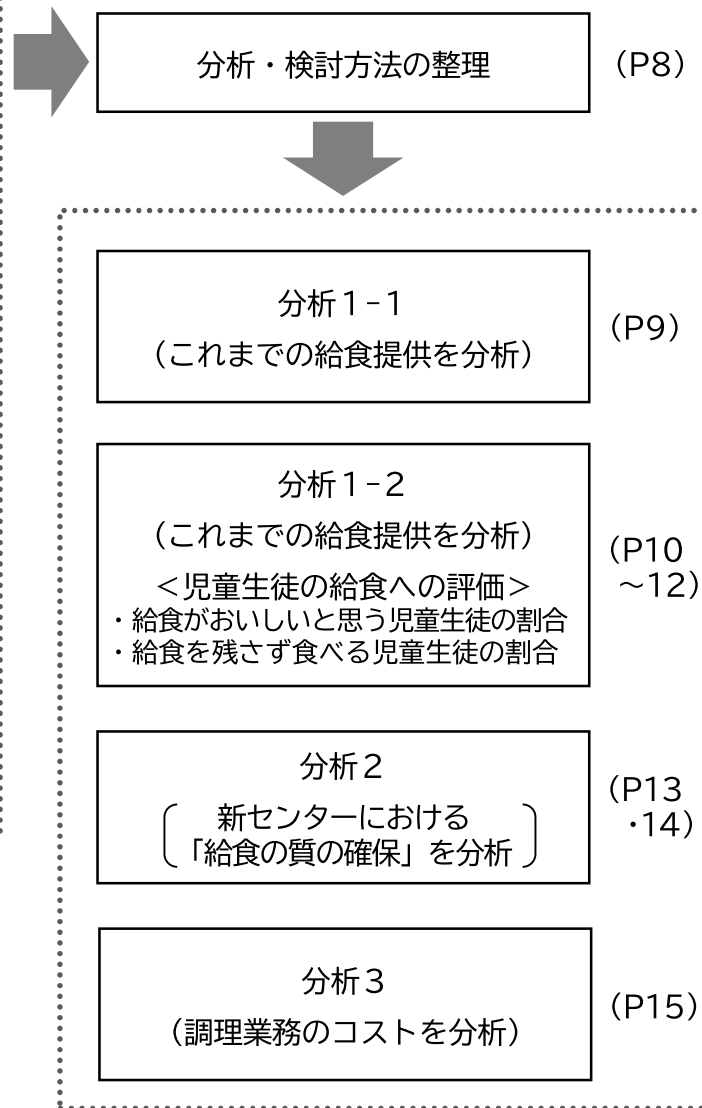 分析・検討方法の整理
（P8）
分析1-1
（これまでの給食提供を分析）
（P9）
分析1-2
（これまでの給食提供を分析）
＜児童生徒の給食への評価＞
・給食がおいしいと思う児童生徒の割合
・給食を残さず食べる児童生徒の割合
（P10
～12）
分析2
新センターにおける
「給食の質の確保」を分析
（P13
・14）
分析3
（調理業務のコストを分析）
（P15）